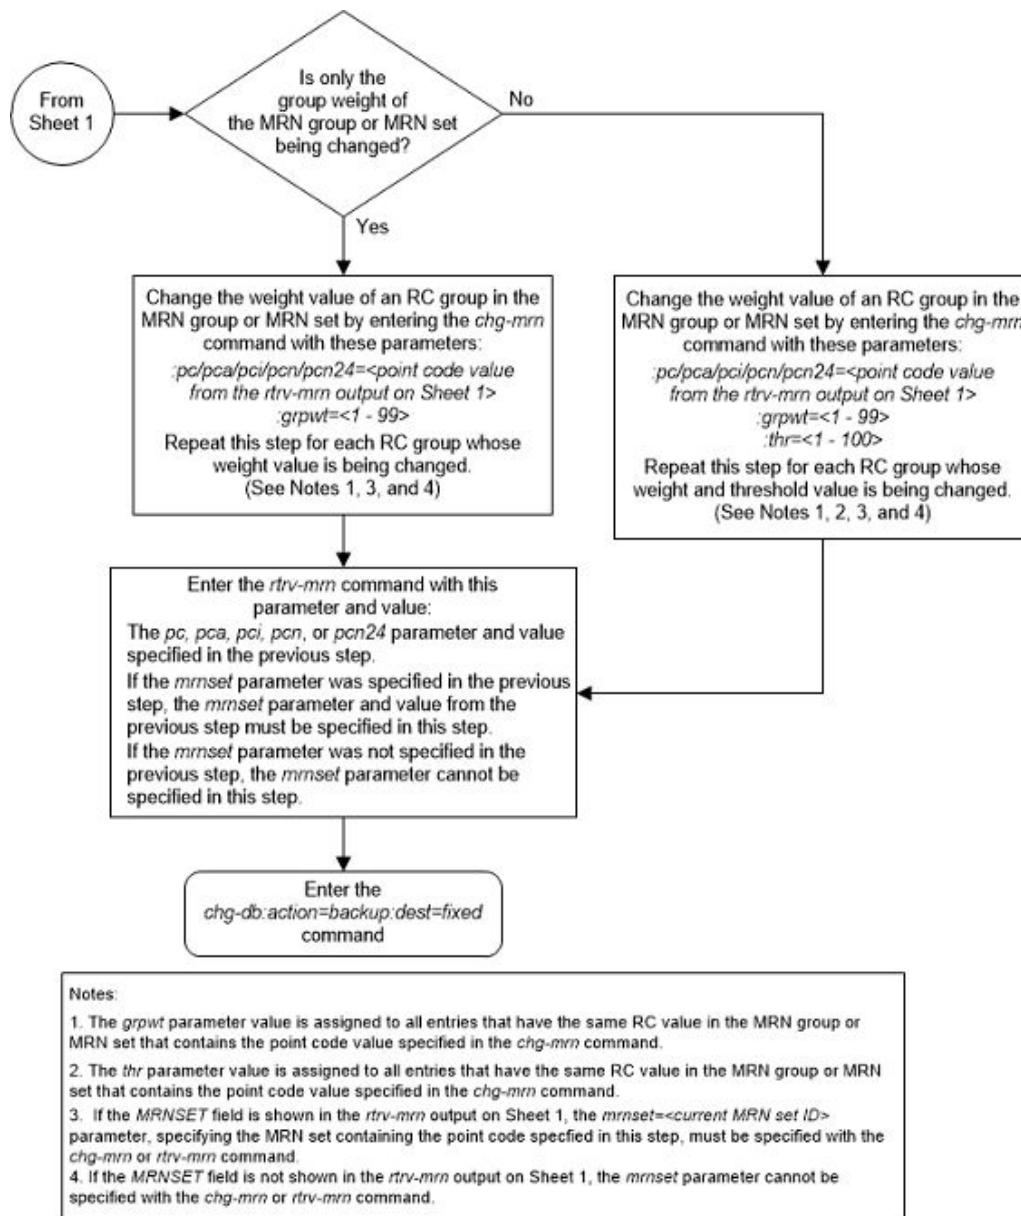 From
Sheet 1
Is only the
group weight of
the MRN group or MRN set
being changed?
No
Yes
Change the weight value of an RC group in the
MRN group or MRN set by entering the chg-mrn
command with these parameters:
:pc/pca/pci/pcn/pcn24=<point code value
from the rtrv-mrn output on Sheet 1>
:grpwt=<1 - 99>
Repeat this step for each RC group whose
weight value is being changed.
(See Notes 1, 3, and 4)
Change the weight value of an RC group in the
MRN group or MRN set by entering the chg-mrn
command with these parameters:
:pc/pca/pci/pcn/pcn24=<point code value
from the rtrv-mrn output on Sheet 1>
:grpwt=<1 - 99>
:thr=<1 - 100>
Repeat this step for each RC group whose
weight and threshold value is being changed.
(See Notes 1, 2, 3, and 4)
Enter the rtrv-mrn command with this
parameter and value:
The pc, pca, pci, pcn, or pcn24 parameter and value
specified in the previous step.
If the mrnset parameter was specified in the previous
step, the mrnset parameter and value from the
previous step must be specified in this step.
If the mrnset parameter was not specified in the
previous step, the mrnset parameter cannot be
specified in this step.
Enter the
chg-db:action=backup:dest=fixed
command
Notes:
1. The grpwt parameter value is assigned to all entries that have the same RC value in the MRN group or
MRN set that contains the point code value specified in the chg-mrn command.
2. The thr parameter value is assigned to all entries that have the same RC value in the MRN group or MRN
set that contains the point code value specified in the chg-mrn command.
3. If the MRNSET field is shown in the rtrv-mrn output on Sheet 1, the mrnset=<current MRN set ID>
parameter, specifying the MRN set containing the point code specfied in this step, must be specified with the
chg-mrn or rtrv-mrn command.
4. If the MRNSET field is not shown in the rtrv-mrn output on Sheet 1, the mrnset parameter cannot be
specified with the chg-mrn or rtrv-mrn command.